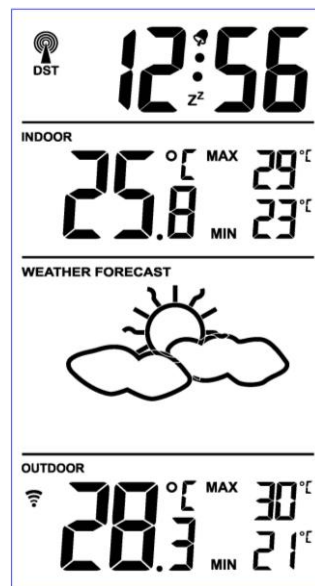 DST
12:56
Zz
INDOOR
25.8 °C MAX 29°C
MIN 23°C
WEATHER FORECAST
OUTDOOR
28.3 °C MAX 30°C
MIN 21°C